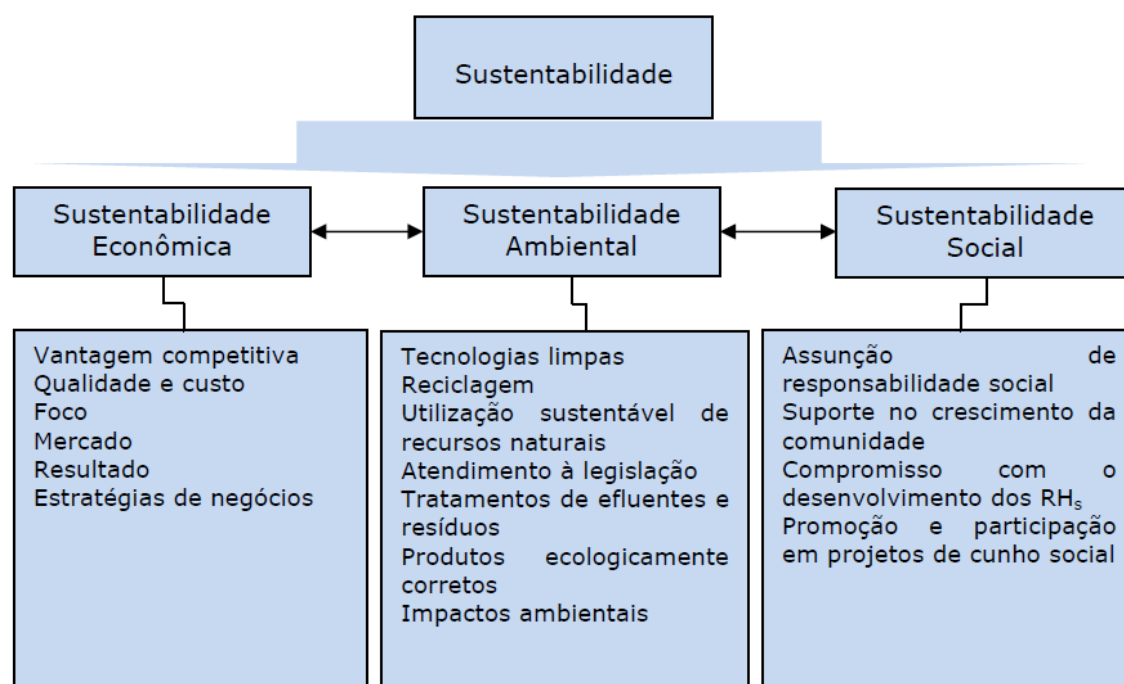 Sustentabilidade
Sustentabilidade
Econômica
Sustentabilidade
Ambiental
Sustentabilidade
Social
Vantagem competitiva
Qualidade e custo
Foco
Mercado
Resultado
Estratégias de negócios
Tecnologias limpas
Reciclagem
Utilização sustentável de
recursos naturais
Atendimento à legislação
Tratamentos de efluentes e
resíduos
Produtos ecologicamente
corretos
Impactos ambientais
Assunção de
responsabilidade social
Suporte no crescimento da
comunidade
Compromisso com o
desenvolvimento dos RHs
Promoção e participação
em projetos de cunho social